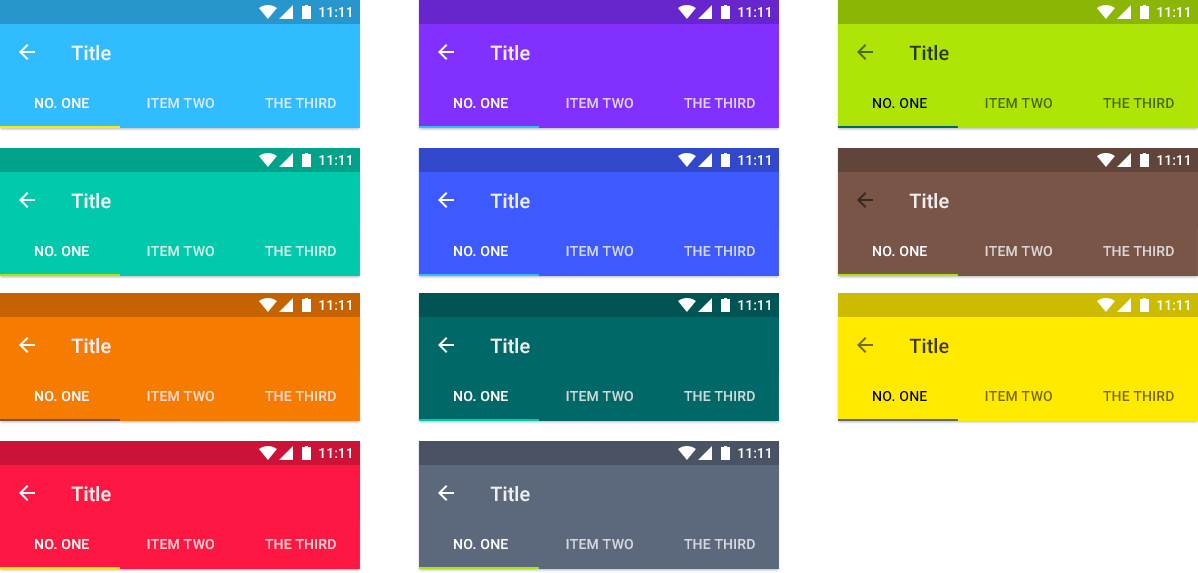 11:11 11:11 11:11
Title Title Title
NO. ONE ITEM TWO THE THIRD NO. ONE ITEM TWO THE THIRD NO. ONE ITEM TWO THE THIRD
11:11 11:11 11:11
Title Title Title
NO. ONE ITEM TWO THE THIRD NO. ONE ITEM TWO THE THIRD NO. ONE ITEM TWO THE THIRD
11:11 11:11 11:11
Title Title Title
NO. ONE ITEM TWO THE THIRD NO. ONE ITEM TWO THE THIRD NO. ONE ITEM TWO THE THIRD
11:11 11:11
Title Title
NO. ONE ITEM TWO THE THIRD NO. ONE ITEM TWO THE THIRD